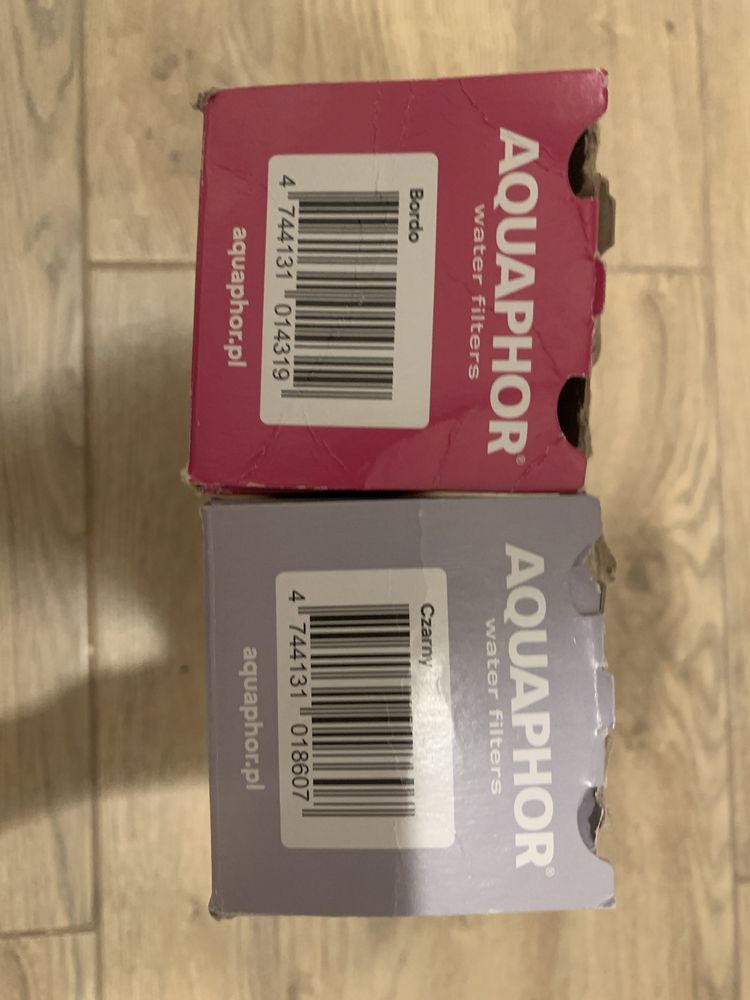 AQUAPHOR®
water filters
Bordo
4 744131 014319
aquaphor.pl
AQUAPHOR®
water filters
Czarny
4 744131 018607
aquaphor.pl